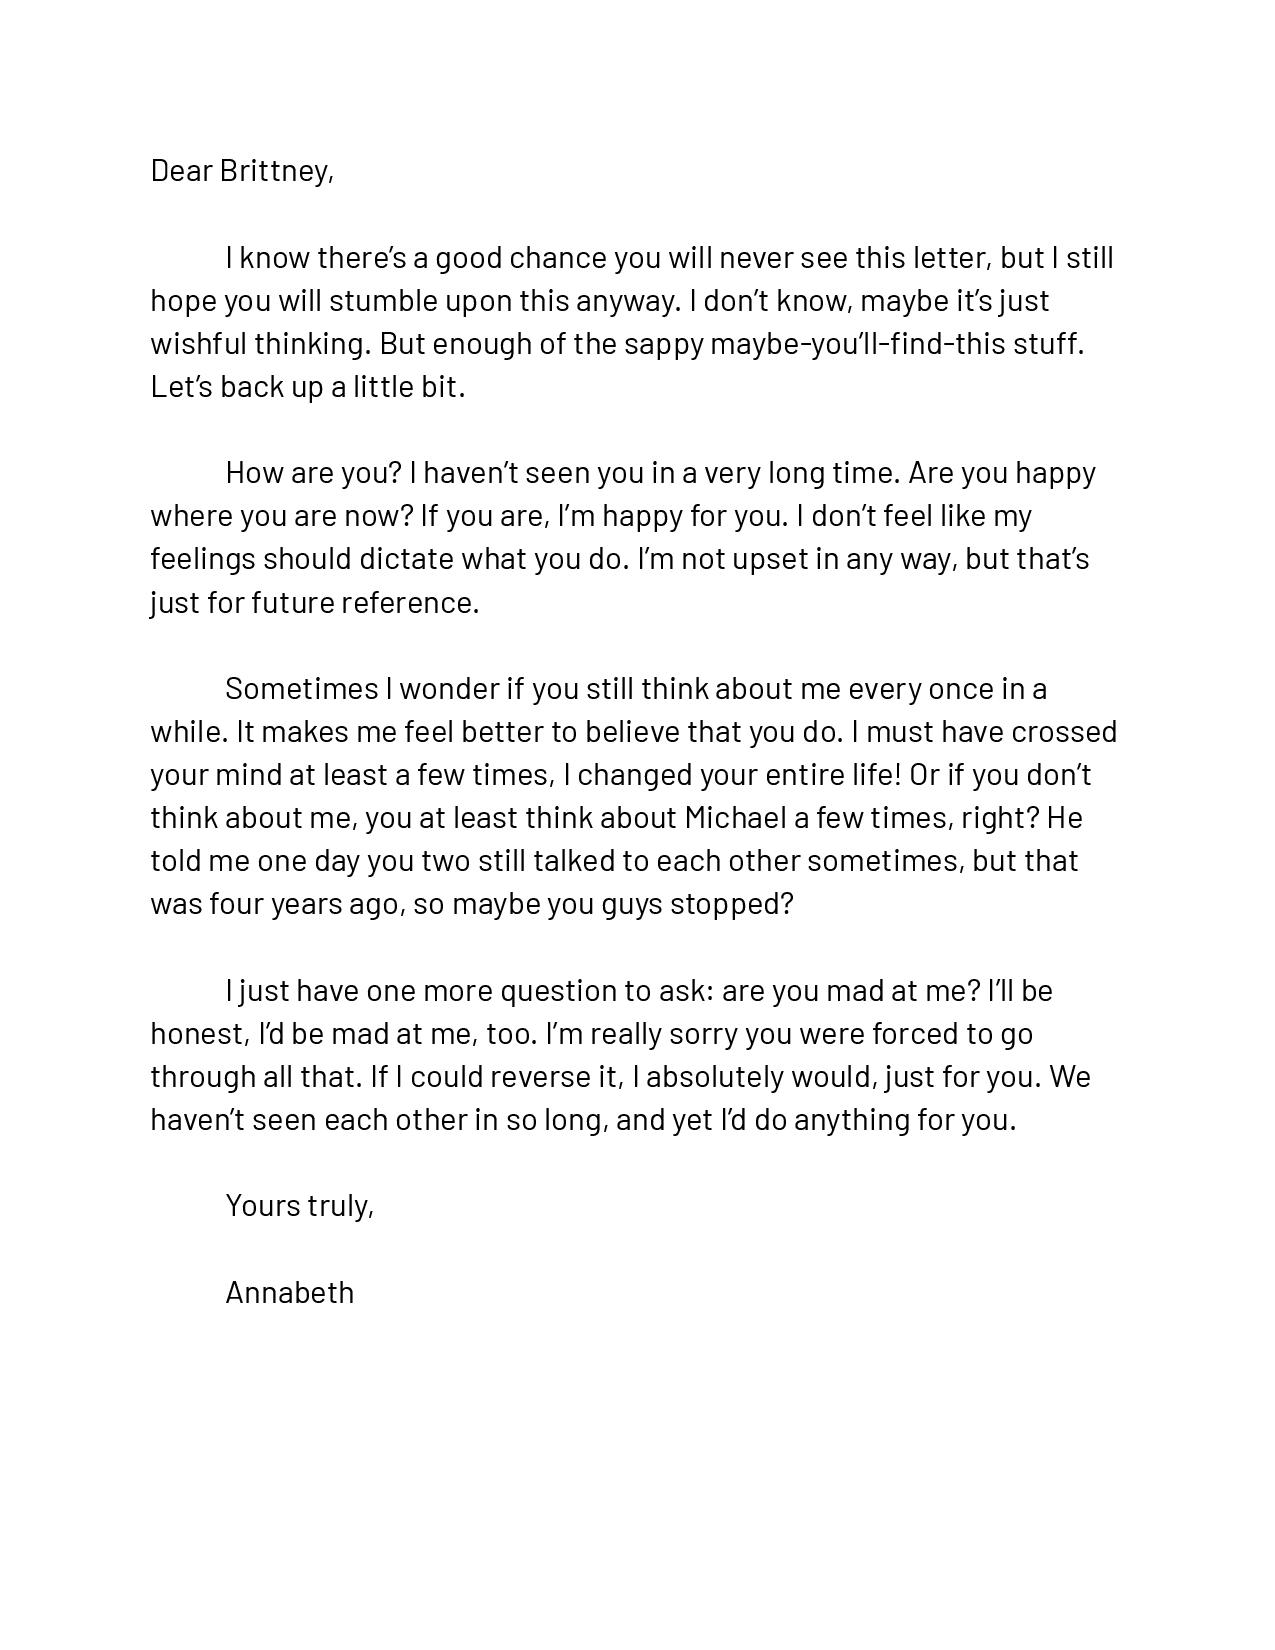 Dear Brittney,
I know there’s a good chance you will never see this letter, but I still
hope you will stumble upon this anyway. I don’t know, maybe it’s just
wishful thinking. But enough of the sappy maybe-you’ll-find-this stuff.
Let’s back up a little bit.
How are you? I haven’t seen you in a very long time. Are you happy
where you are now? If you are, I’m happy for you. I don’t feel like my
feelings should dictate what you do. I’m not upset in any way, but that’s
just for future reference.
Sometimes I wonder if you still think about me every once in a
while. It makes me feel better to believe that you do. I must have crossed
your mind at least a few times, I changed your entire life! Or if you don’t
think about me, you at least think about Michael a few times, right? He
told me one day you two still talked to each other sometimes, but that
was four years ago, so maybe you guys stopped?
I just have one more question to ask: are you mad at me? I’ll be
honest, I’d be mad at me, too. I’m really sorry you were forced to go
through all that. If I could reverse it, I absolutely would, just for you. We
haven’t seen each other in so long, and yet I’d do anything for you.
Yours truly,
Annabeth